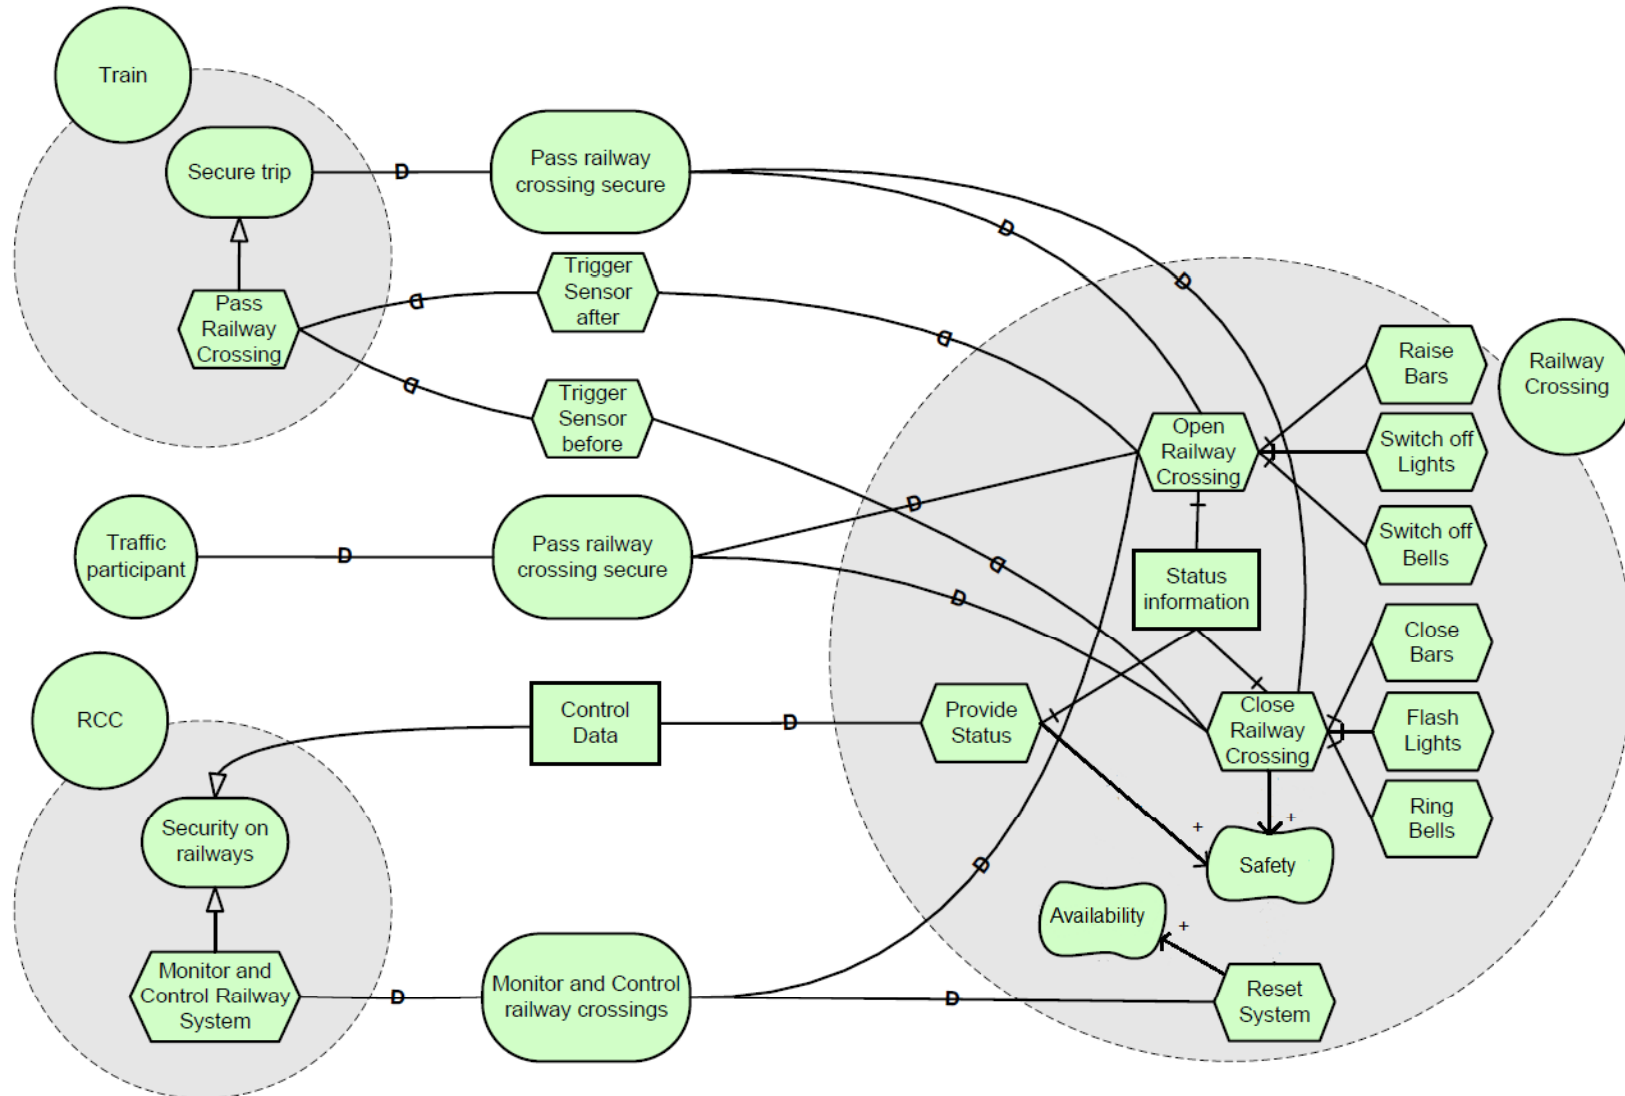 Train
Secure trip
D
Pass railway
crossing secure
D
D
Pass
Railway
Crossing
D
Trigger
Sensor
after
D
D
Trigger
Sensor
before
D
Traffic
participant
D
Pass railway
crossing secure
D
D
RCC
Security on
railways
Control
Data
D
Monitor and
Control Railway
System
D
Monitor and Control
railway crossings
D
D
Railway
Crossing
Open
Railway
Crossing
Raise
Bars
Switch off
Lights
Switch off
Bells
Status
information
Provide
Status
Close
Railway
Crossing
Close
Bars
Flash
Lights
Ring
Bells
+
+
Safety
Availability
+
Reset
System